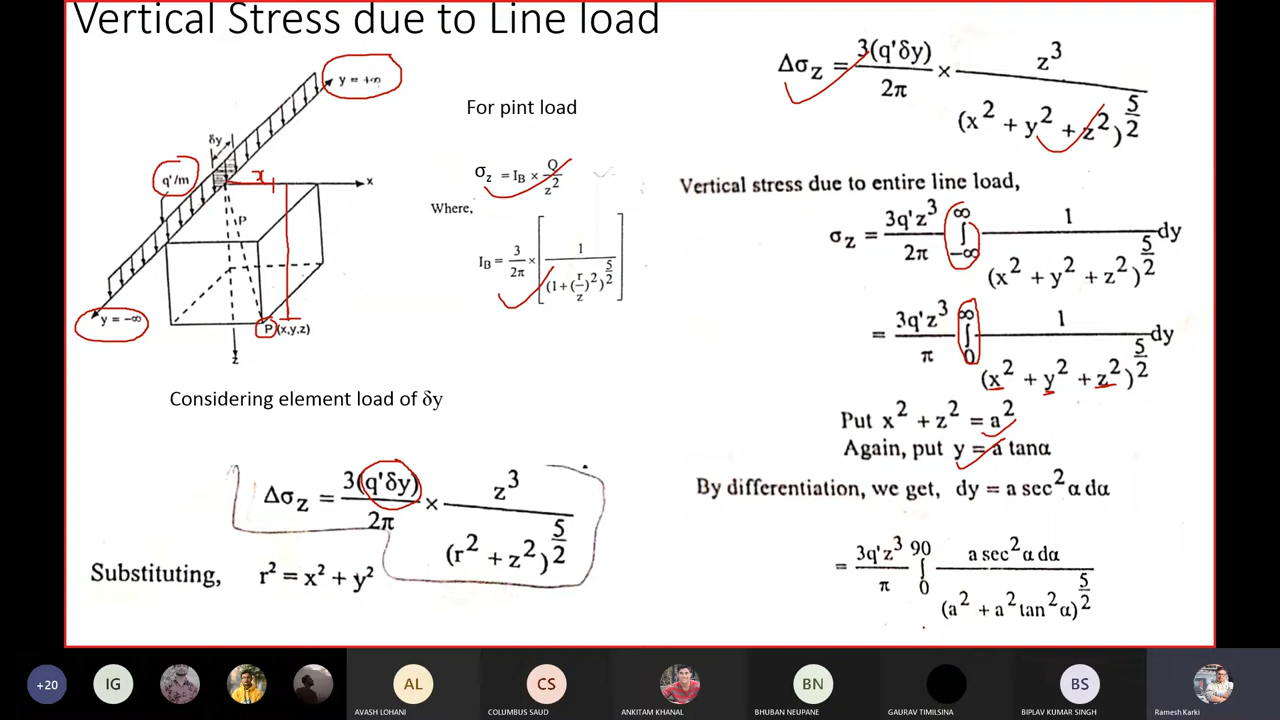 Vertical Stress due to Line load
y = +∞
δy
q'/m
x
x
P
P (x,y,z)
y = -∞
z
For pint load
σz = IB × Q/z²
Where,
IB = 3/2π × [1/(1+(r/z)²)^5/2]
Considering element load of δy
Δσz = 3(q'δy)/2π × z³/(r² + z²)^5/2
Substituting, r² = x² + y²
Δσz = 3(q'δy)/2π × z³/(x² + y² + z²)^5/2
Vertical stress due to entire line load,
σz = 3q'z³/2π ∫-∞^∞ 1/(x² + y² + z²)^5/2 dy
= 3q'z³/π ∫0^∞ 1/(x² + y² + z²)^5/2 dy
Put x² + z² = a²
Again, put y = a tanα
By differentiation, we get, dy = a sec²α dα
= 3q'z³/π ∫0^90 a sec²α dα/(a² + a² tan²α)^5/2
+20
IG
AL
CS
BN
BS
AVASH LOHANI
COLUMBUS SAUD
ANKITAM KHANAL
BHUBAN NEUPANE
GAURAV TIMILSINA
BIPLAV KUMAR SINGH
Ramesh Karki